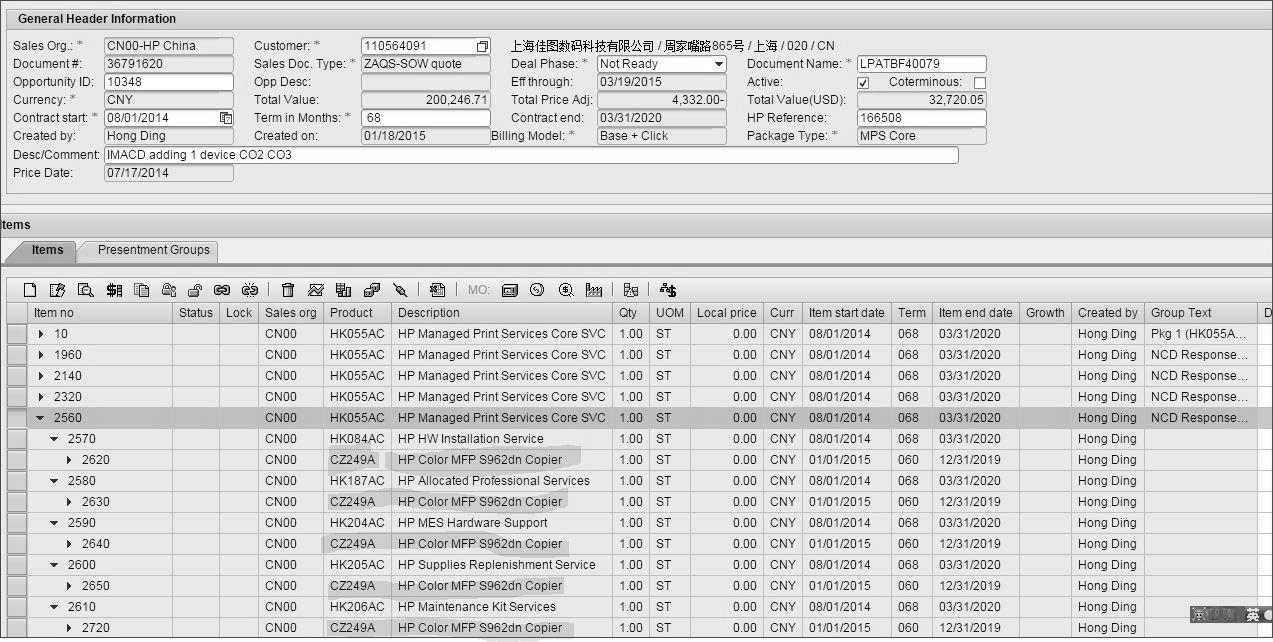 General Header Information
Sales Org.: * CN00-HP China Customer: * 110564091 上海佳图数码科技有限公司 / 周家嘴路865号 / 上海 / 020 / CN
Document #: 36791620 Sales Doc. Type: * ZAQS-SOW quote Deal Phase: * Not Ready Document Name: * LPATBF40079
Opportunity ID: 10348 Opp Desc: Eff through: 03/19/2015 Active: Coterminous:
Currency: * CNY Total Value: 200,246.71 Total Price Adj: 4,332.00- Total Value(USD): 32,720.05
Contract start: * 08/01/2014 Term in Months: * 68 Contract end: 03/31/2020 HP Reference: 166508
Created by: Hong Ding Created on: 01/18/2015 Billing Model: * Base + Click Package Type: * MPS Core
Desc/Comment: IMACD adding 1 device CO2 CO3
Price Date: 07/17/2014
Items
Items Presentment Groups
MO:
Item no Status Lock Sales org Product Description Qty UOM Local price Curr Item start date Term Item end date Growth Created by Group Text D
10 CN00 HK055AC HP Managed Print Services Core SVC 1.00 ST 0.00 CNY 08/01/2014 068 03/31/2020 Hong Ding Pkg 1 (HK055A...
1960 CN00 HK055AC HP Managed Print Services Core SVC 1.00 ST 0.00 CNY 08/01/2014 068 03/31/2020 Hong Ding NCD Response...
2140 CN00 HK055AC HP Managed Print Services Core SVC 1.00 ST 0.00 CNY 08/01/2014 068 03/31/2020 Hong Ding NCD Response...
2320 CN00 HK055AC HP Managed Print Services Core SVC 1.00 ST 0.00 CNY 08/01/2014 068 03/31/2020 Hong Ding NCD Response...
2560 CN00 HK055AC HP Managed Print Services Core SVC 1.00 ST 0.00 CNY 08/01/2014 068 03/31/2020 Hong Ding NCD Response...
2570 CN00 HK084AC HP HW Installation Service 1.00 ST 0.00 CNY 08/01/2014 068 03/31/2020 Hong Ding
2620 CN00 CZ249A HP Color MFP S962dn Copier 1.00 ST 0.00 CNY 01/01/2015 060 12/31/2019 Hong Ding
2580 CN00 HK187AC HP Allocated Professional Services 1.00 ST 0.00 CNY 08/01/2014 068 03/31/2020 Hong Ding
2630 CN00 CZ249A HP Color MFP S962dn Copier 1.00 ST 0.00 CNY 01/01/2015 060 12/31/2019 Hong Ding
2590 CN00 HK204AC HP MES Hardware Support 1.00 ST 0.00 CNY 08/01/2014 068 03/31/2020 Hong Ding
2640 CN00 CZ249A HP Color MFP S962dn Copier 1.00 ST 0.00 CNY 01/01/2015 060 12/31/2019 Hong Ding
2600 CN00 HK205AC HP Supplies Replenishment Service 1.00 ST 0.00 CNY 08/01/2014 068 03/31/2020 Hong Ding
2650 CN00 CZ249A HP Color MFP S962dn Copier 1.00 ST 0.00 CNY 01/01/2015 060 12/31/2019 Hong Ding
2610 CN00 HK206AC HP Maintenance Kit Services 1.00 ST 0.00 CNY 08/01/2014 068 03/31/2020 Hong Ding
英
2720 CN00 CZ249A HP Color MFP S962dn Copier 1.00 ST 0.00 CNY 01/01/2015 060 12/31/2019 Hong Ding